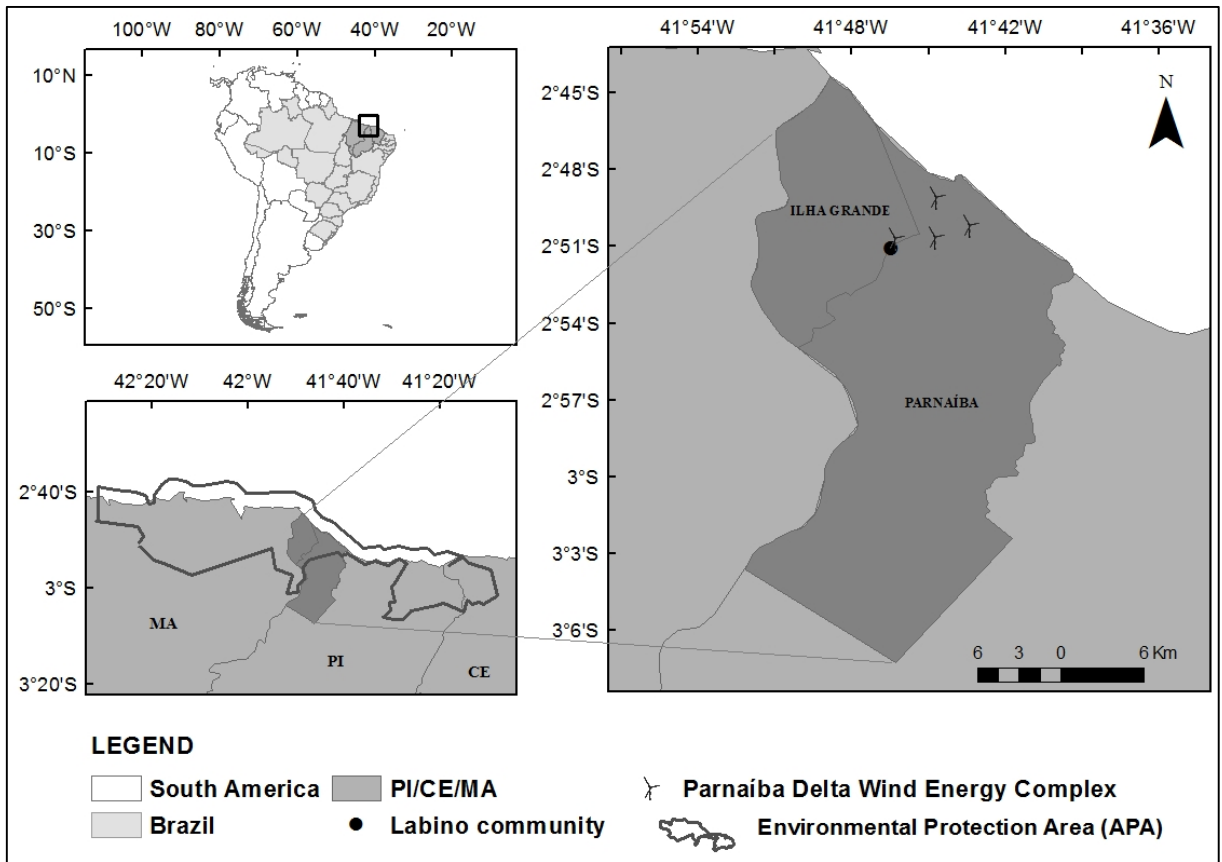 100°W 80°W 60°W 40°W 20°W
10°N
10°S
30°S
50°S
42°20'W 42°W 41°40'W 41°20'W
2°40'S
3°S
3°20'S
MA
PI
CE
41°54'W 41°48'W 41°42'W 41°36'W
2°45'S
2°48'S
2°51'S
2°54'S
2°57'S
3°S
3°3'S
3°6'S
N
ILHA GRANDE
PARNAÍBA
6 3 0 6 Km
LEGEND
South America
PI/CE/MA
Parnaíba Delta Wind Energy Complex
Brazil
Labino community
Environmental Protection Area (APA)